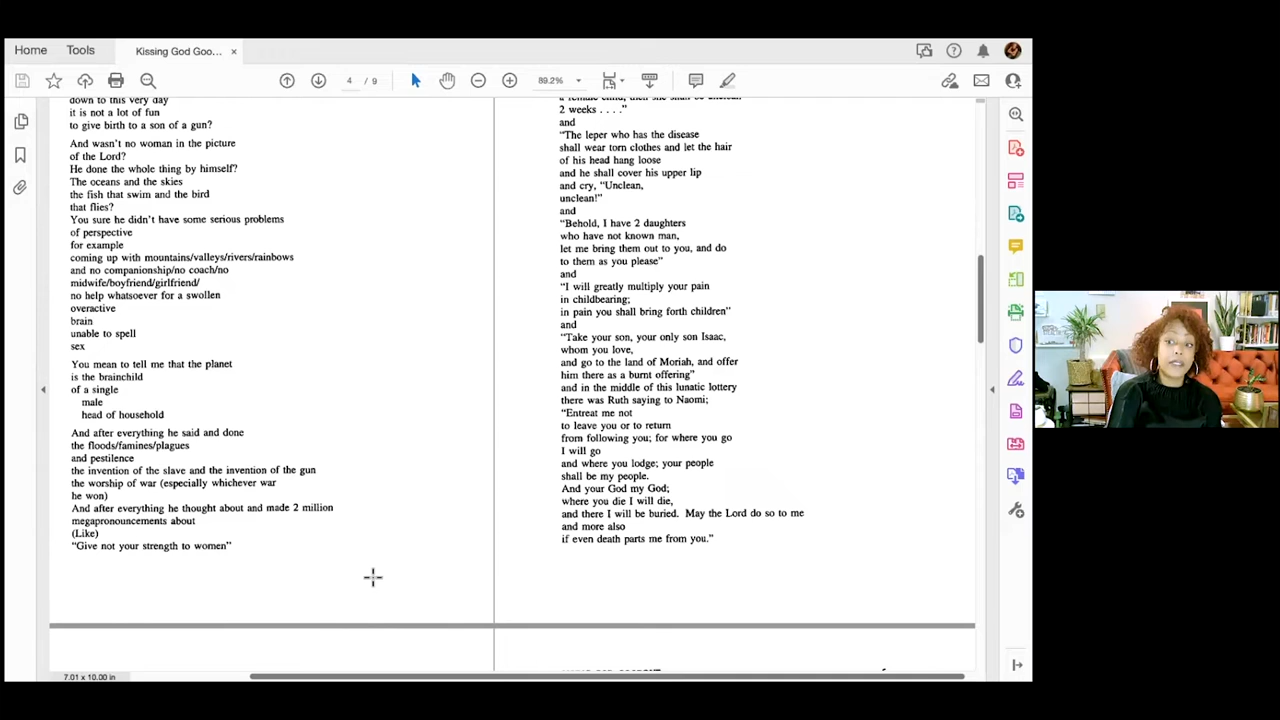 Home
Tools
Kissing God Goo... ×
4 / 9
89.2%
down to this very day
it is not a lot of fun
to give birth to a son of a gun?
And wasn't no woman in the picture
of the Lord?
He done the whole thing by himself?
The oceans and the skies
the fish that swim and the bird
that flies?
You sure he didn't have some serious problems
of perspective
for example
coming up with mountains/valleys/rivers/rainbows
and no companionship/no coach/no
midwife/boyfriend/girlfriend/
no help whatsoever for a swollen
overactive
brain
unable to spell
sex
You mean to tell me that the planet
is the brainchild
of a single
male
head of household
And after everything he said and done
the floods/famines/plagues
and pestilence
the invention of the slave and the invention of the gun
the worship of war (especially whichever war
he won)
And after everything he thought about and made 2 million
megapronouncements about
(Like)
"Give not your strength to women"
a female child, then she shall be unclean
2 weeks . . . ."
and
"The leper who has the disease
shall wear torn clothes and let the hair
of his head hang loose
and he shall cover his upper lip
and cry, "Unclean,
unclean!"
and
"Behold, I have 2 daughters
who have not known man,
let me bring them out to you, and do
to them as you please"
and
"I will greatly multiply your pain
in childbearing;
in pain you shall bring forth children"
and
"Take your son, your only son Isaac,
whom you love,
and go to the land of Moriah, and offer
him there as a burnt offering"
and in the middle of this lunatic lottery
there was Ruth saying to Naomi;
"Entreat me not
to leave you or to return
from following you; for where you go
I will go
and where you lodge; your people
shall be my people.
And your God my God;
where you die I will die,
and there I will be buried. May the Lord do so to me
and more also
if even death parts me from you."
7.01 x 10.00 in